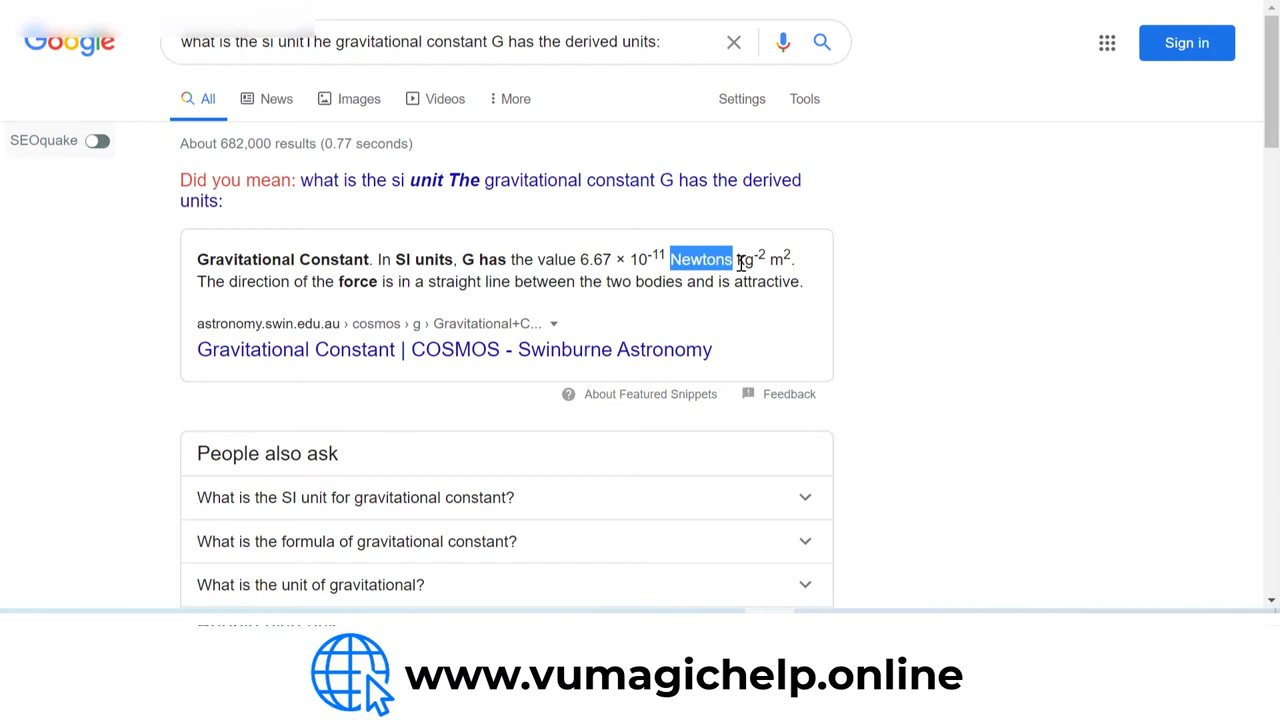 Google
what is the si unitThe gravitational constant G has the derived units:
Sign in
All News Images Videos More Settings Tools
SEOquake
About 682,000 results (0.77 seconds)
Did you mean: what is the si unit The gravitational constant G has the derived
units:
Gravitational Constant. In SI units, G has the value 6.67 × 10⁻¹¹ Newtons kg⁻² m².
The direction of the force is in a straight line between the two bodies and is attractive.
astronomy.swin.edu.au › cosmos › g › Gravitational+C...
Gravitational Constant | COSMOS - Swinburne Astronomy
About Featured Snippets Feedback
People also ask
What is the SI unit for gravitational constant?
What is the formula of gravitational constant?
What is the unit of gravitational?
www.vumagichelp.online